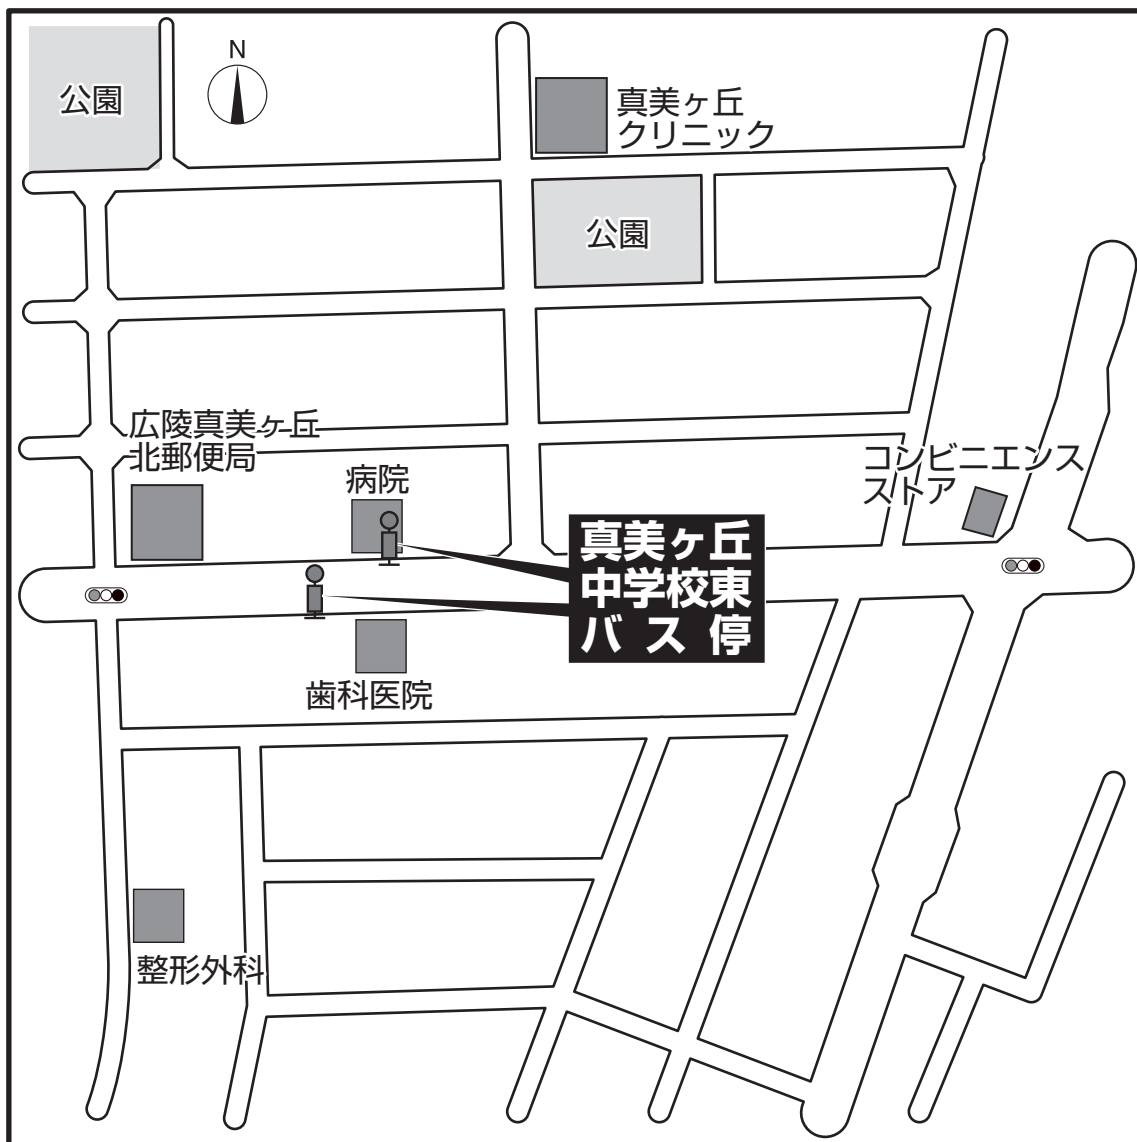 N
公園
真美ヶ丘
クリニック
公園
広陵真美ヶ丘
北郵便局
病院
コンビニエンス
ストア
真美ヶ丘
中学校東
バス停
歯科医院
整形外科